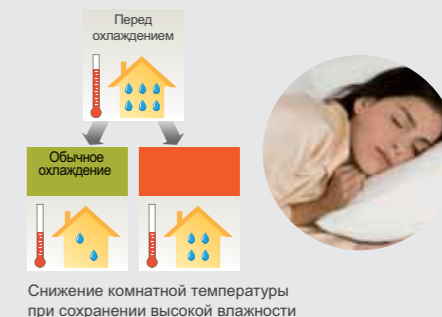 Перед
охлаждением
Обычное
охлаждение
Снижение комнатной температуры
при сохранении высокой влажности